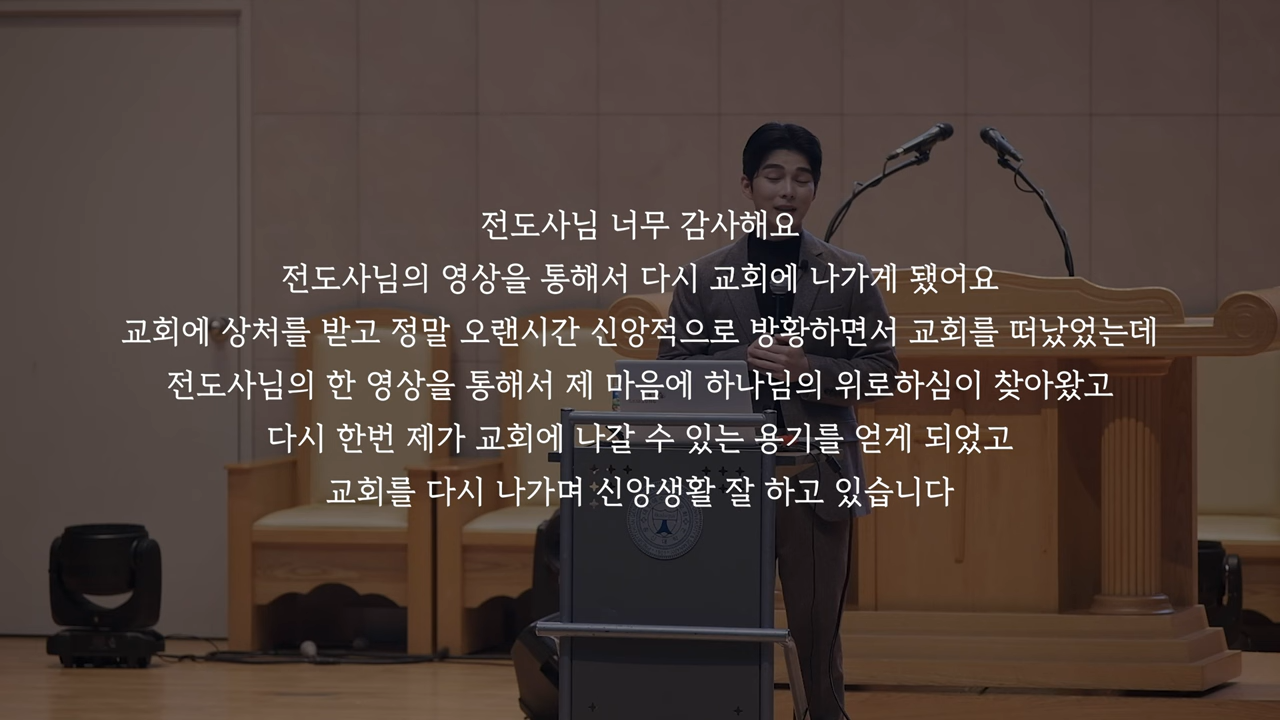 전도사님 너무 감사해요
전도사님의 영상을 통해서 다시 교회에 나가게 됐어요
교회에 상처를 받고 정말 오랜시간 신앙적으로 방황하면서 교회를 떠났었는데
전도사님의 한 영상을 통해서 제 마음에 하나님의 위로하심이 찾아왔고
다시 한번 제가 교회에 나갈 수 있는 용기를 얻게 되었고
교회를 다시 나가며 신앙생활 잘 하고 있습니다